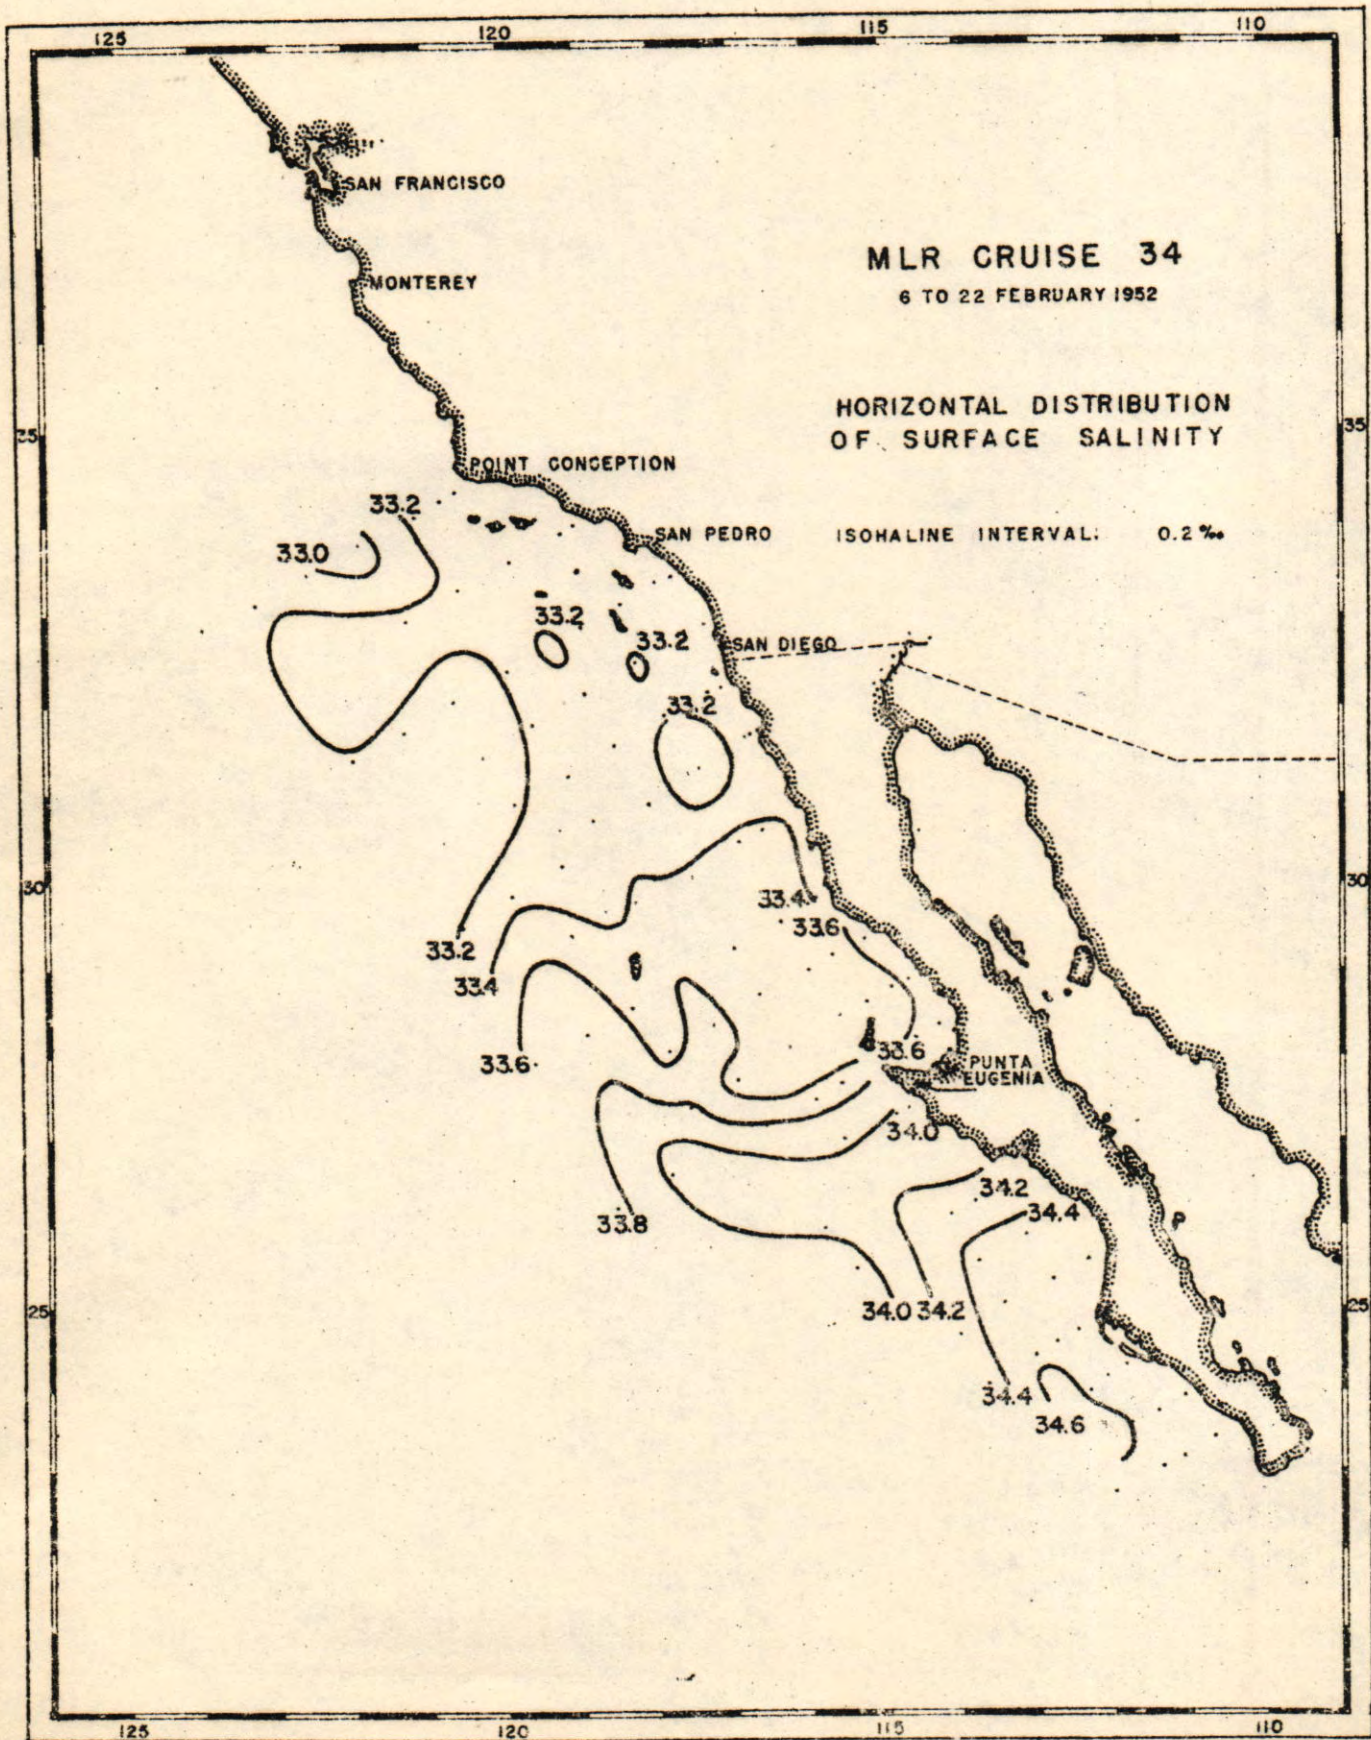 125 120 115 110
SAN FRANCISCO
MLR CRUISE 34
6 TO 22 FEBRUARY 1952
MONTEREY
HORIZONTAL DISTRIBUTION
OF SURFACE SALINITY
35 35
POINT CONCEPTION
33.2
SAN PEDRO
ISOHALINE INTERVAL: 0.2‰
33.0
33.2
33.2
SAN DIEGO
33.2
30 30
33.4
33.6
33.2
33.4
33.6
33.6
PUNTA
EUGENIA
34.0
34.2
34.4
33.8
P
25 25
34.0 34.2
34.4
34.6
125 120 115 110